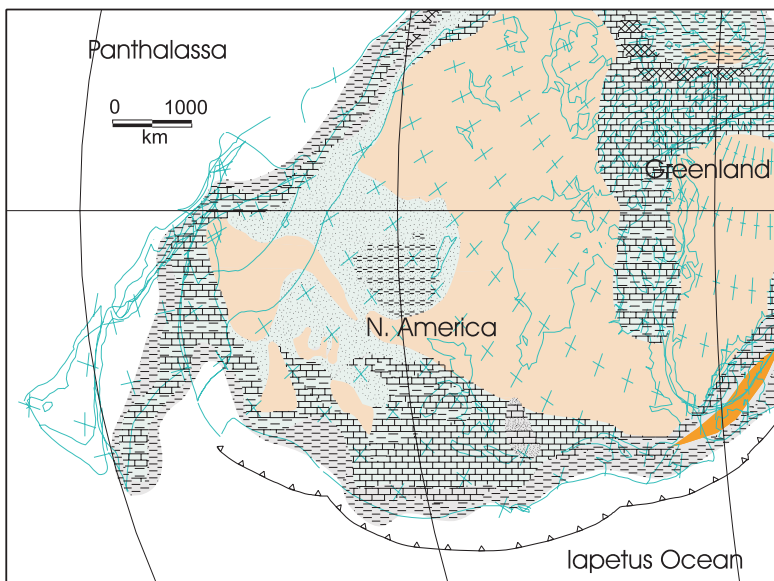 Panthalassa
0 1000
km
Greenland
N. America
Iapetus Ocean